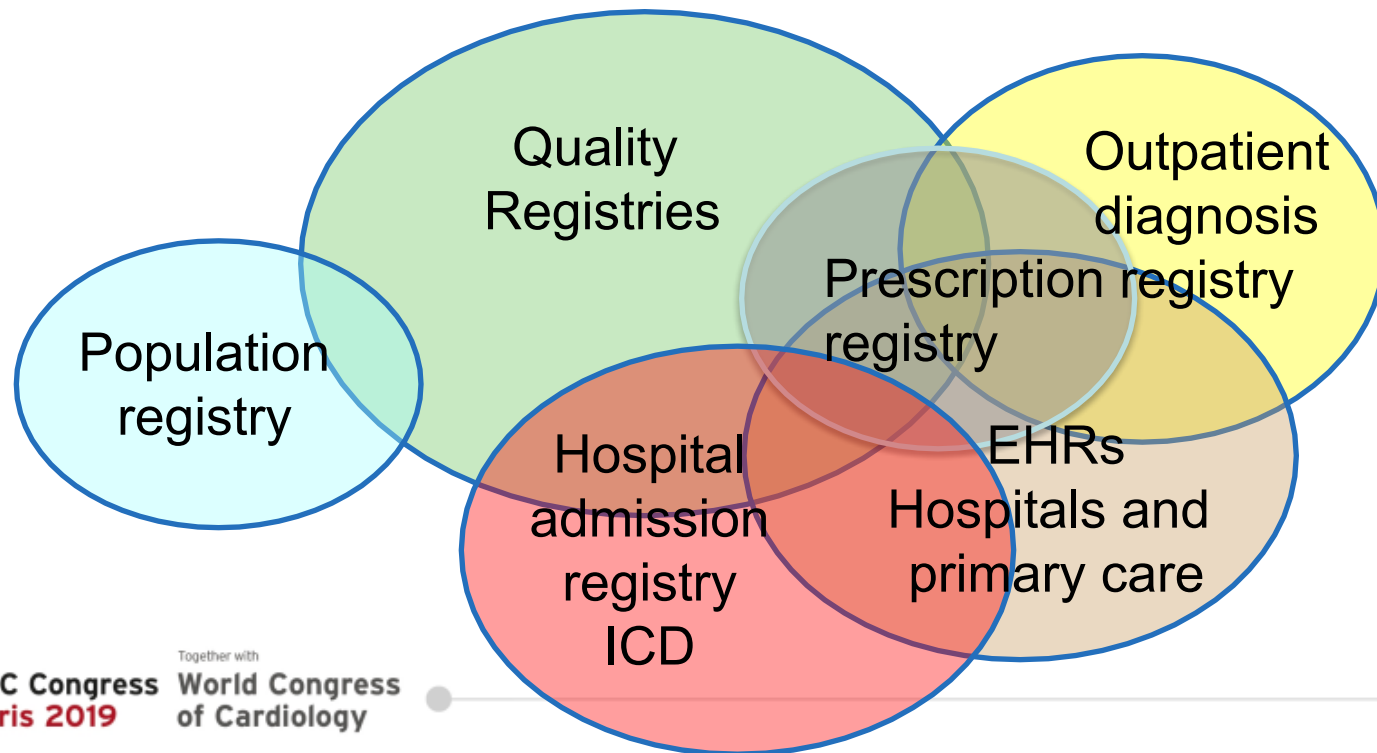 Quality
Registries
Outpatient
diagnosis
registry
Prescription
registry
Population
registry
Hospital
admission
registry
ICD
EHRs
Hospitals and
primary care
Together with
C Congress
World Congress
ris 2019
of Cardiology